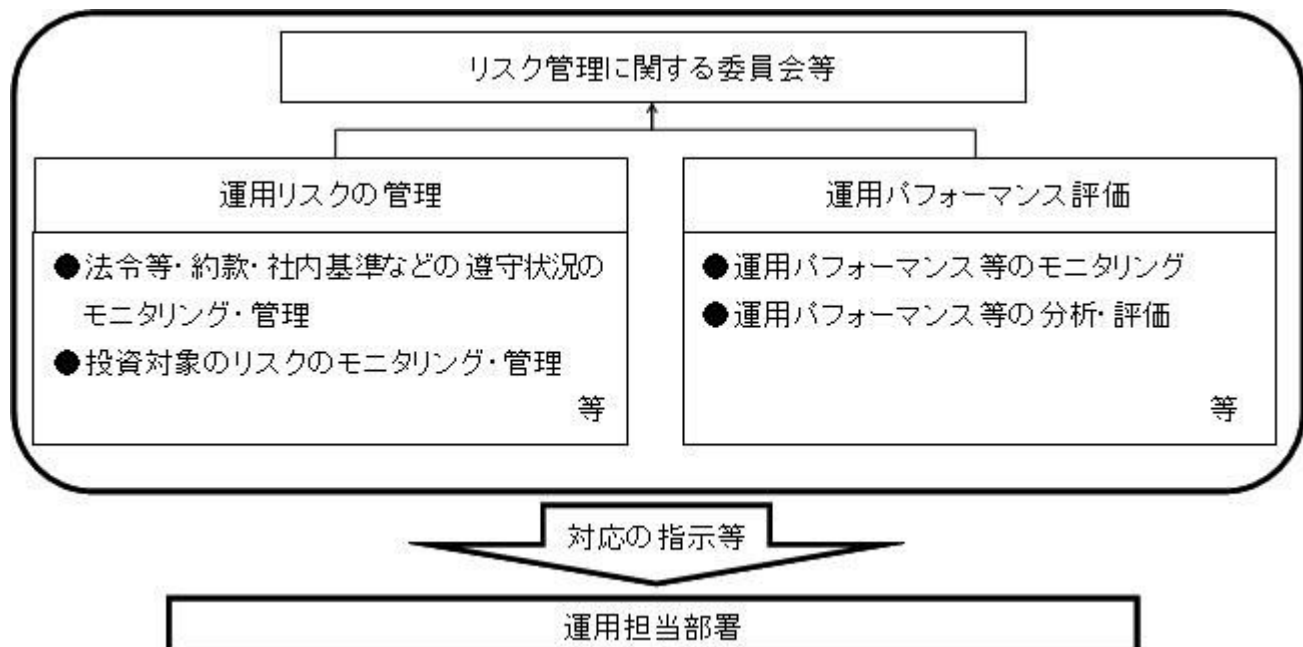 リスク管理に関する委員会等
運用リスクの管理
●法令等・約款・社内基準などの遵守状況の
モニタリング・管理
●投資対象のリスクのモニタリング・管理
等
運用パフォーマンス評価
●運用パフォーマンス等のモニタリング
●運用パフォーマンス等の分析・評価
等
対応の指示等
運用担当部署